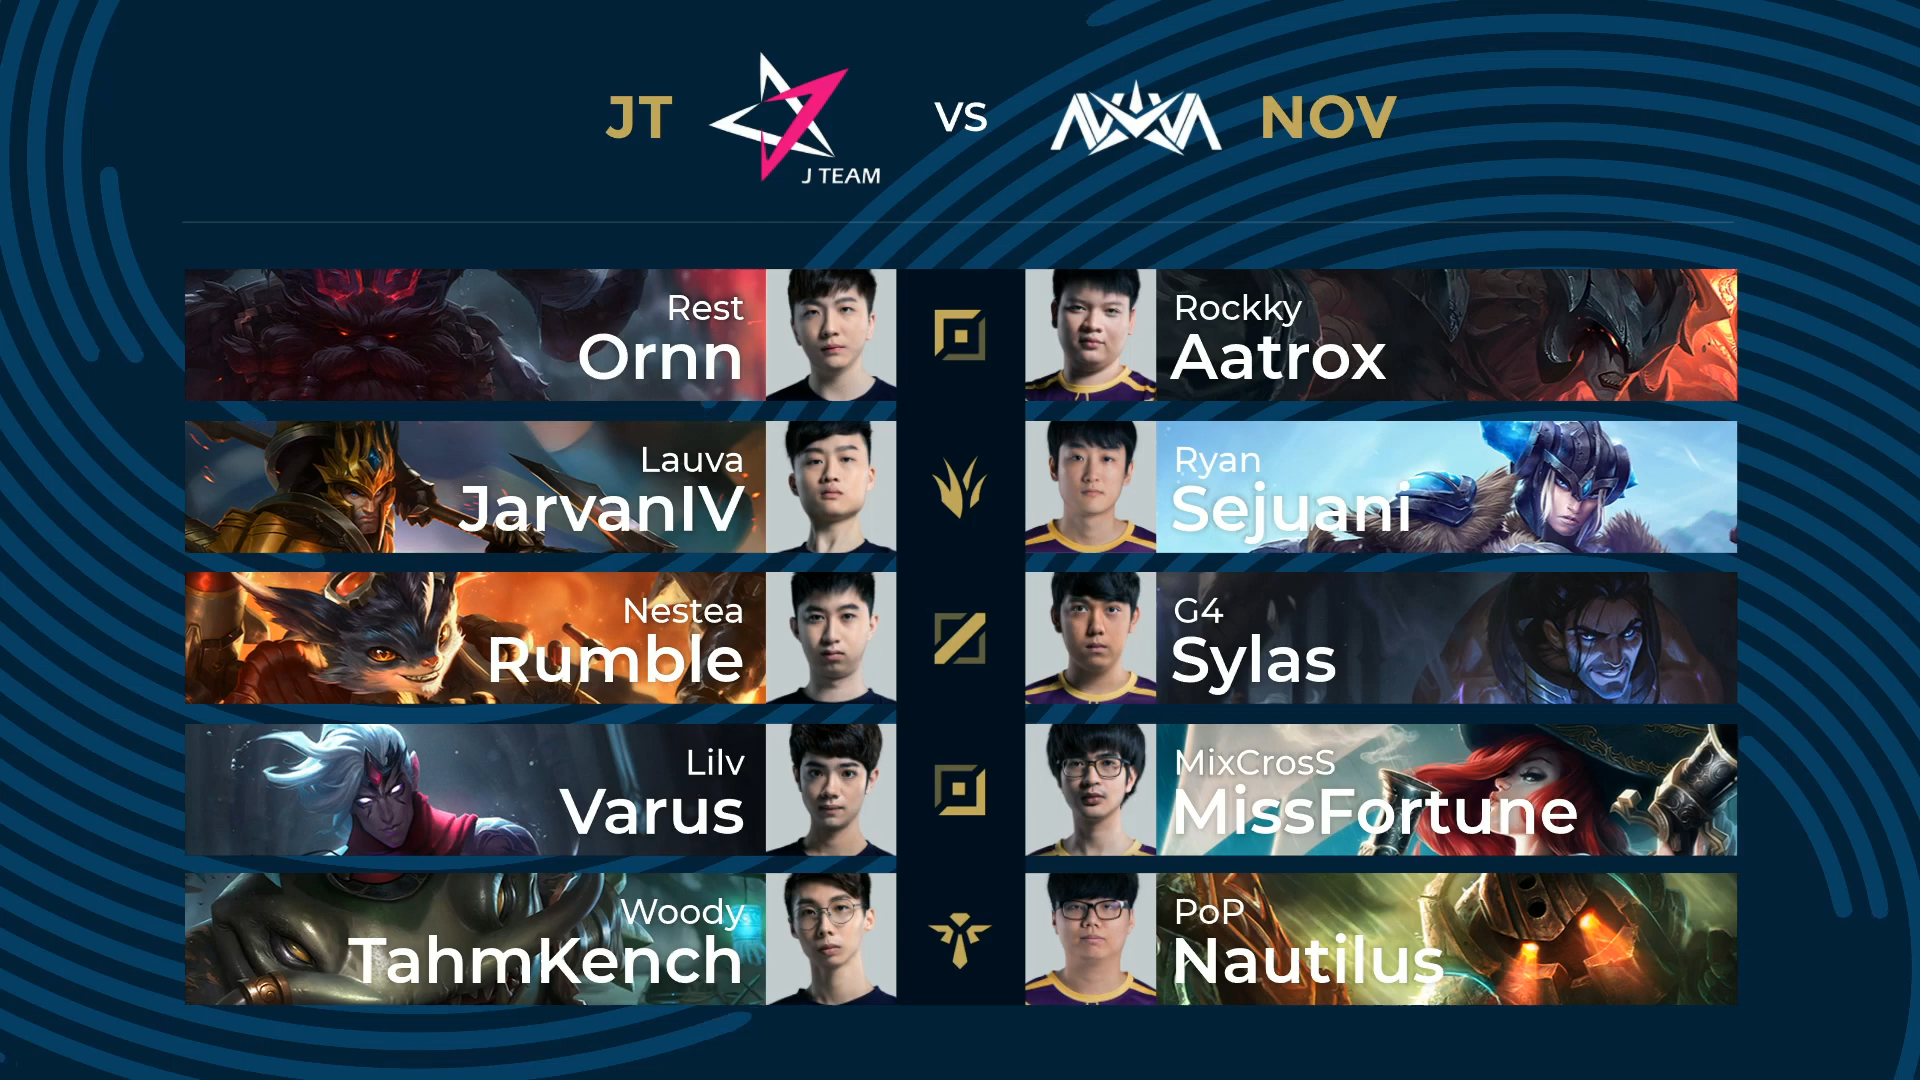 JT
J TEAM
VS
NOVA
NOV
Rest
Ornn
Rockky
Aatrox
Lauva
JarvanIV
Ryan
Sejuani
Nestea
Rumble
G4
Sylas
Lilv
Varus
MixCrosS
MissFortune
Woody
TahmKench
PoP
Nautilus